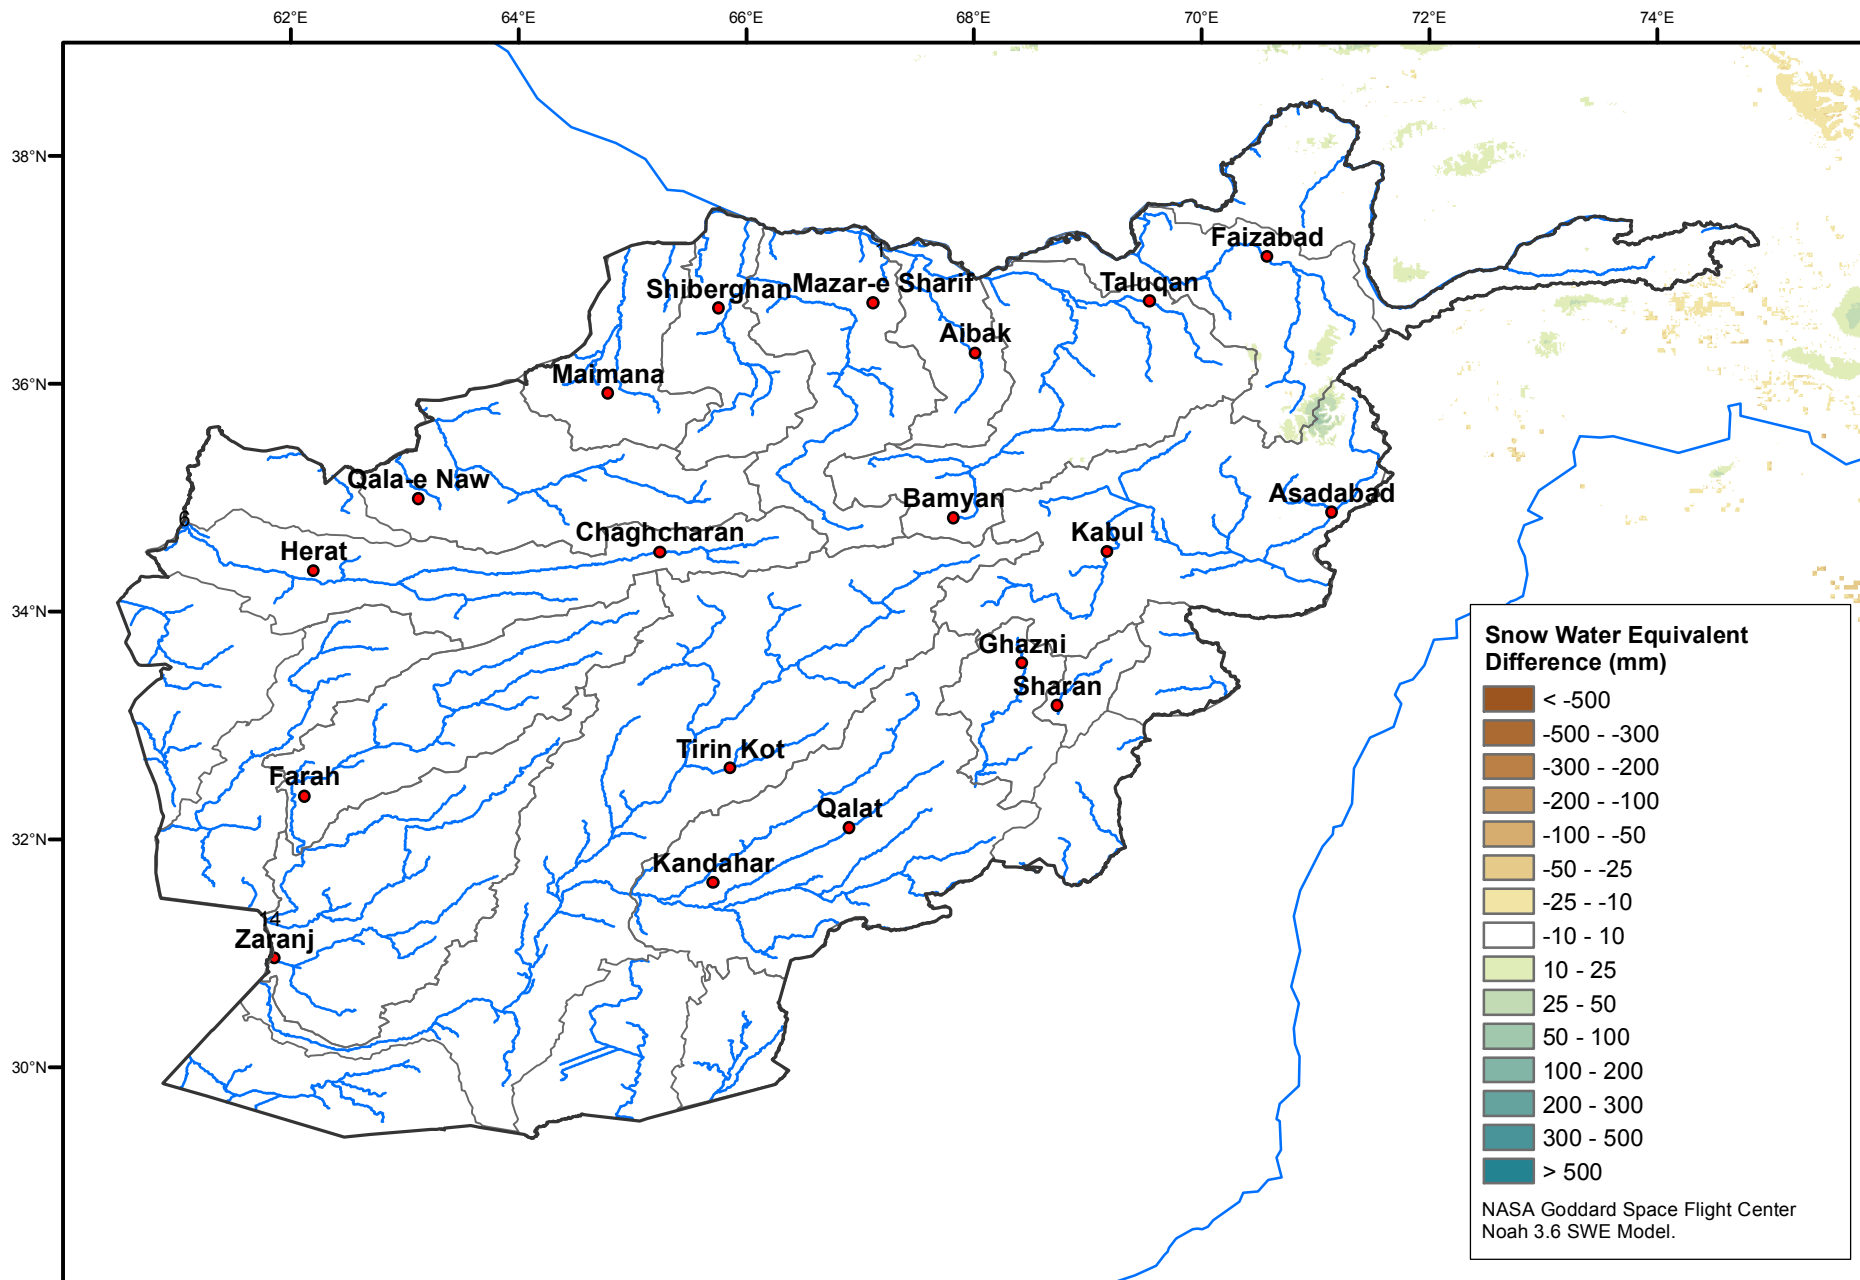 62°E 64°E 66°E 68°E 70°E 72°E 74°E
38°N
36°N
34°N
32°N
30°N
Faizabad
Shiberghan
Mazar-e Sharif
Taluqan
Aibak
Maimana
Qala-e Naw
Bamyan
Asadabad
6
Chaghcharan
Kabul
Herat
Ghazni
Sharan
Tirin Kot
Farah
Qalat
Kandahar
14
Zaranj
Snow Water Equivalent
Difference (mm)
< -500
-500 - -300
-300 - -200
-200 - -100
-100 - -50
-50 - -25
-25 - -10
-10 - 10
10 - 25
25 - 50
50 - 100
100 - 200
200 - 300
300 - 500
> 500
NASA Goddard Space Flight Center
Noah 3.6 SWE Model.